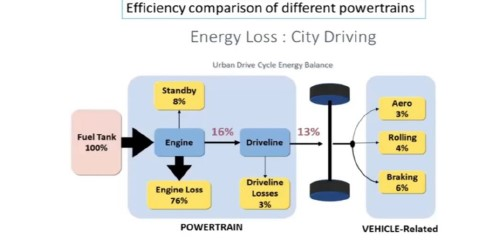 Efficiency comparison of different powertrains
Energy Loss : City Driving
Urban Drive Cycle Energy Balance
Standby
8%
Aero
3%
Fuel Tank
100%
Engine
16%
Driveline
13%
Rolling
4%
Engine Loss
76%
Driveline
Losses
3%
Braking
6%
POWERTRAIN
VEHICLE-Related